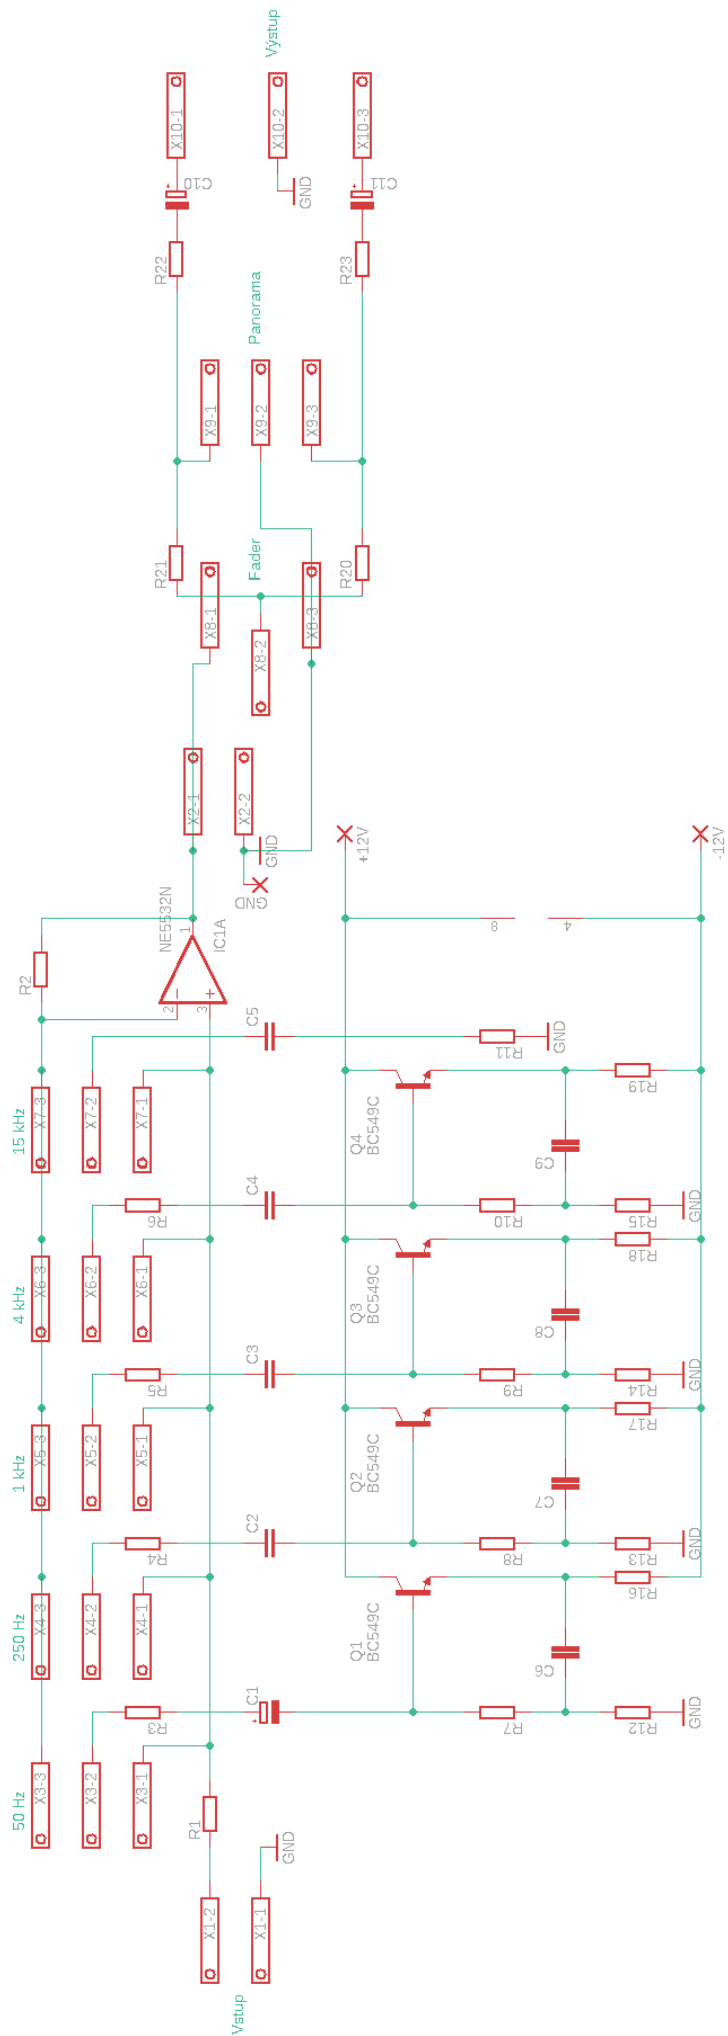 Vstup
X1-2
X1-1
GND
R1
50 Hz
X3-3
X3-2
X3-1
R3
C1
R7
R12
GND
C6
Q1
BC549C
R16
250 Hz
X4-3
X4-2
X4-1
R4
C2
R8
R13
GND
C7
Q2
BC549C
R17
1 kHz
X5-3
X5-2
X5-1
R5
C3
R9
R14
GND
C8
Q3
BC549C
R18
4 kHz
X6-3
X6-2
X6-1
R6
C4
R10
R15
GND
C9
Q4
BC549C
R19
15 kHz
X7-3
X7-2
X7-1
C5
R11
GND
R2
2
3
1
NE5532N
IC1A
8
4
+12V
-12V
GND
GND
X2-1
X2-2
X8-1
X8-2
X8-3
Fader
R21
R20
X9-1
X9-2
X9-3
Panorama
R22
R23
C10
C11
GND
X10-1
X10-2
X10-3
Výstup